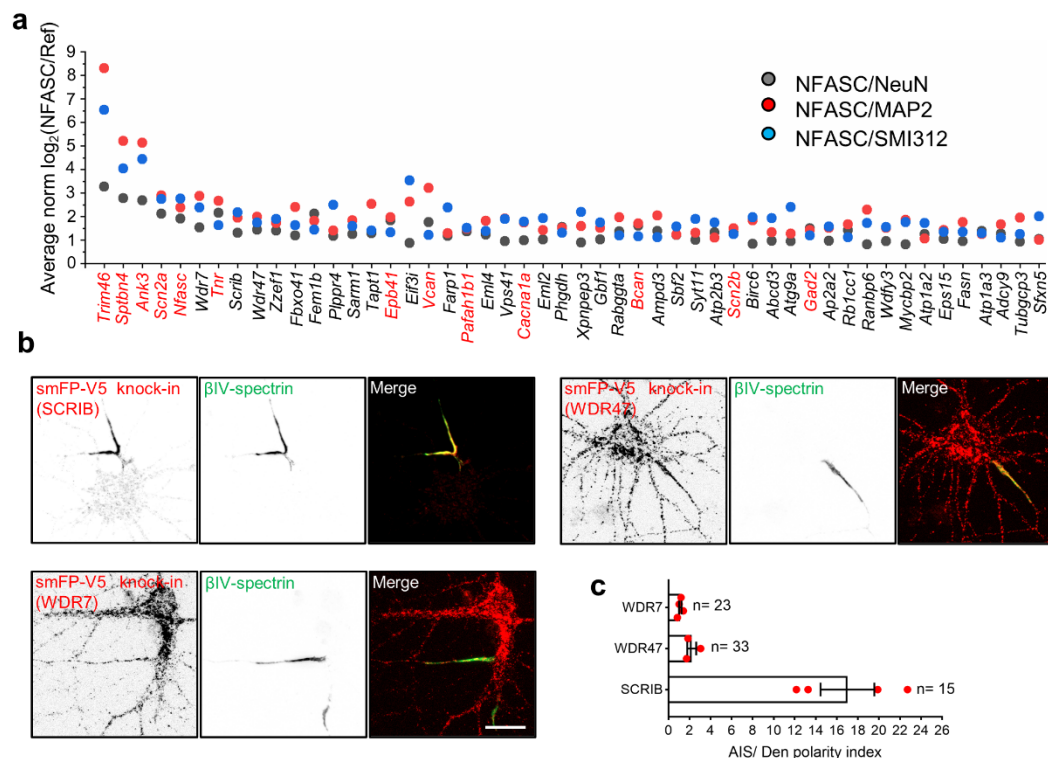 a
Average norm log2(NFASC/Ref)
9
8
7
6
5
4
3
2
1
0
NFASC/NeuN
NFASC/MAP2
NFASC/SMI312
Trim46
Sptbn4
Ank3
Scn2a
Nfasc
Wdr7
Tnr
Scrib
Wdr47
Zzef1
Fbxo41
Fem1b
Plppr4
Sarm1
Tapt1
Epb41
Eif3i
Vcan
Farp1
Pafah1b1
Eml4
Vps41
Cacna1a
Eml2
Phgdh
Xpnpep3
Gbf1
Rabggta
Bcan
Ampd3
Sbf2
Syt11
Atp2b3
Scn2b
Birc6
Abcd3
Atg9a
Gad2
Ap2a2
Rb1cc1
Ranbp6
Wdfy3
Mycbp2
Atp1a2
Eps15
Fasn
Atp1a3
Adcy9
Tubgcp3
Sfxn5
b
smFP-V5 knock-in
(SCRIB)
βIV-spectrin
Merge
smFP-V5 knock-in
(WDR47)
βIV-spectrin
Merge
smFP-V5 knock-in
(WDR7)
βIV-spectrin
Merge
c
WDR7
n= 23
WDR47
n= 33
SCRIB
n= 15
0 2 4 6 8 10 12 14 16 18 20 22 24 26
AIS/ Den polarity index